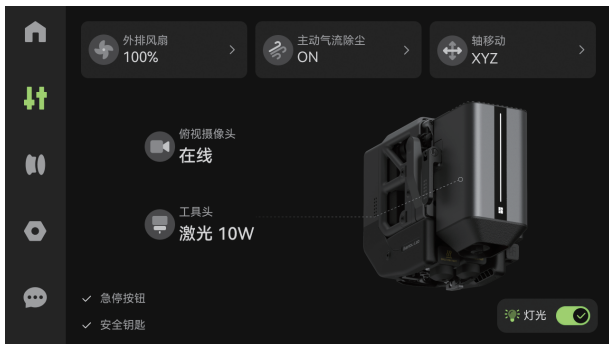 外排风扇
100%
主动气流除尘
ON
轴移动
XYZ
俯视摄像头
在线
工具头
激光 10W
急停按钮
安全钥匙
灯光